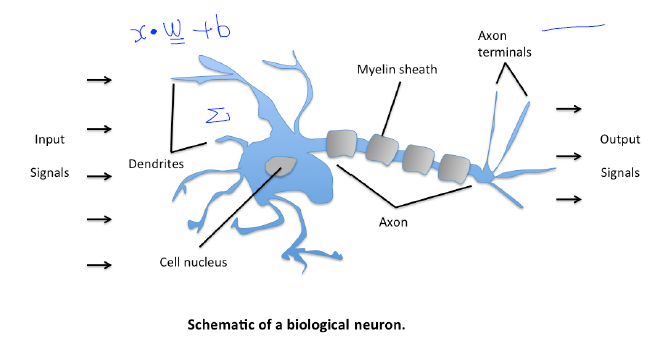 x • w + b
Axon
terminals
Myelin sheath
Σ
Input
Signals
Dendrites
Output
Signals
Axon
Cell nucleus
Schematic of a biological neuron.